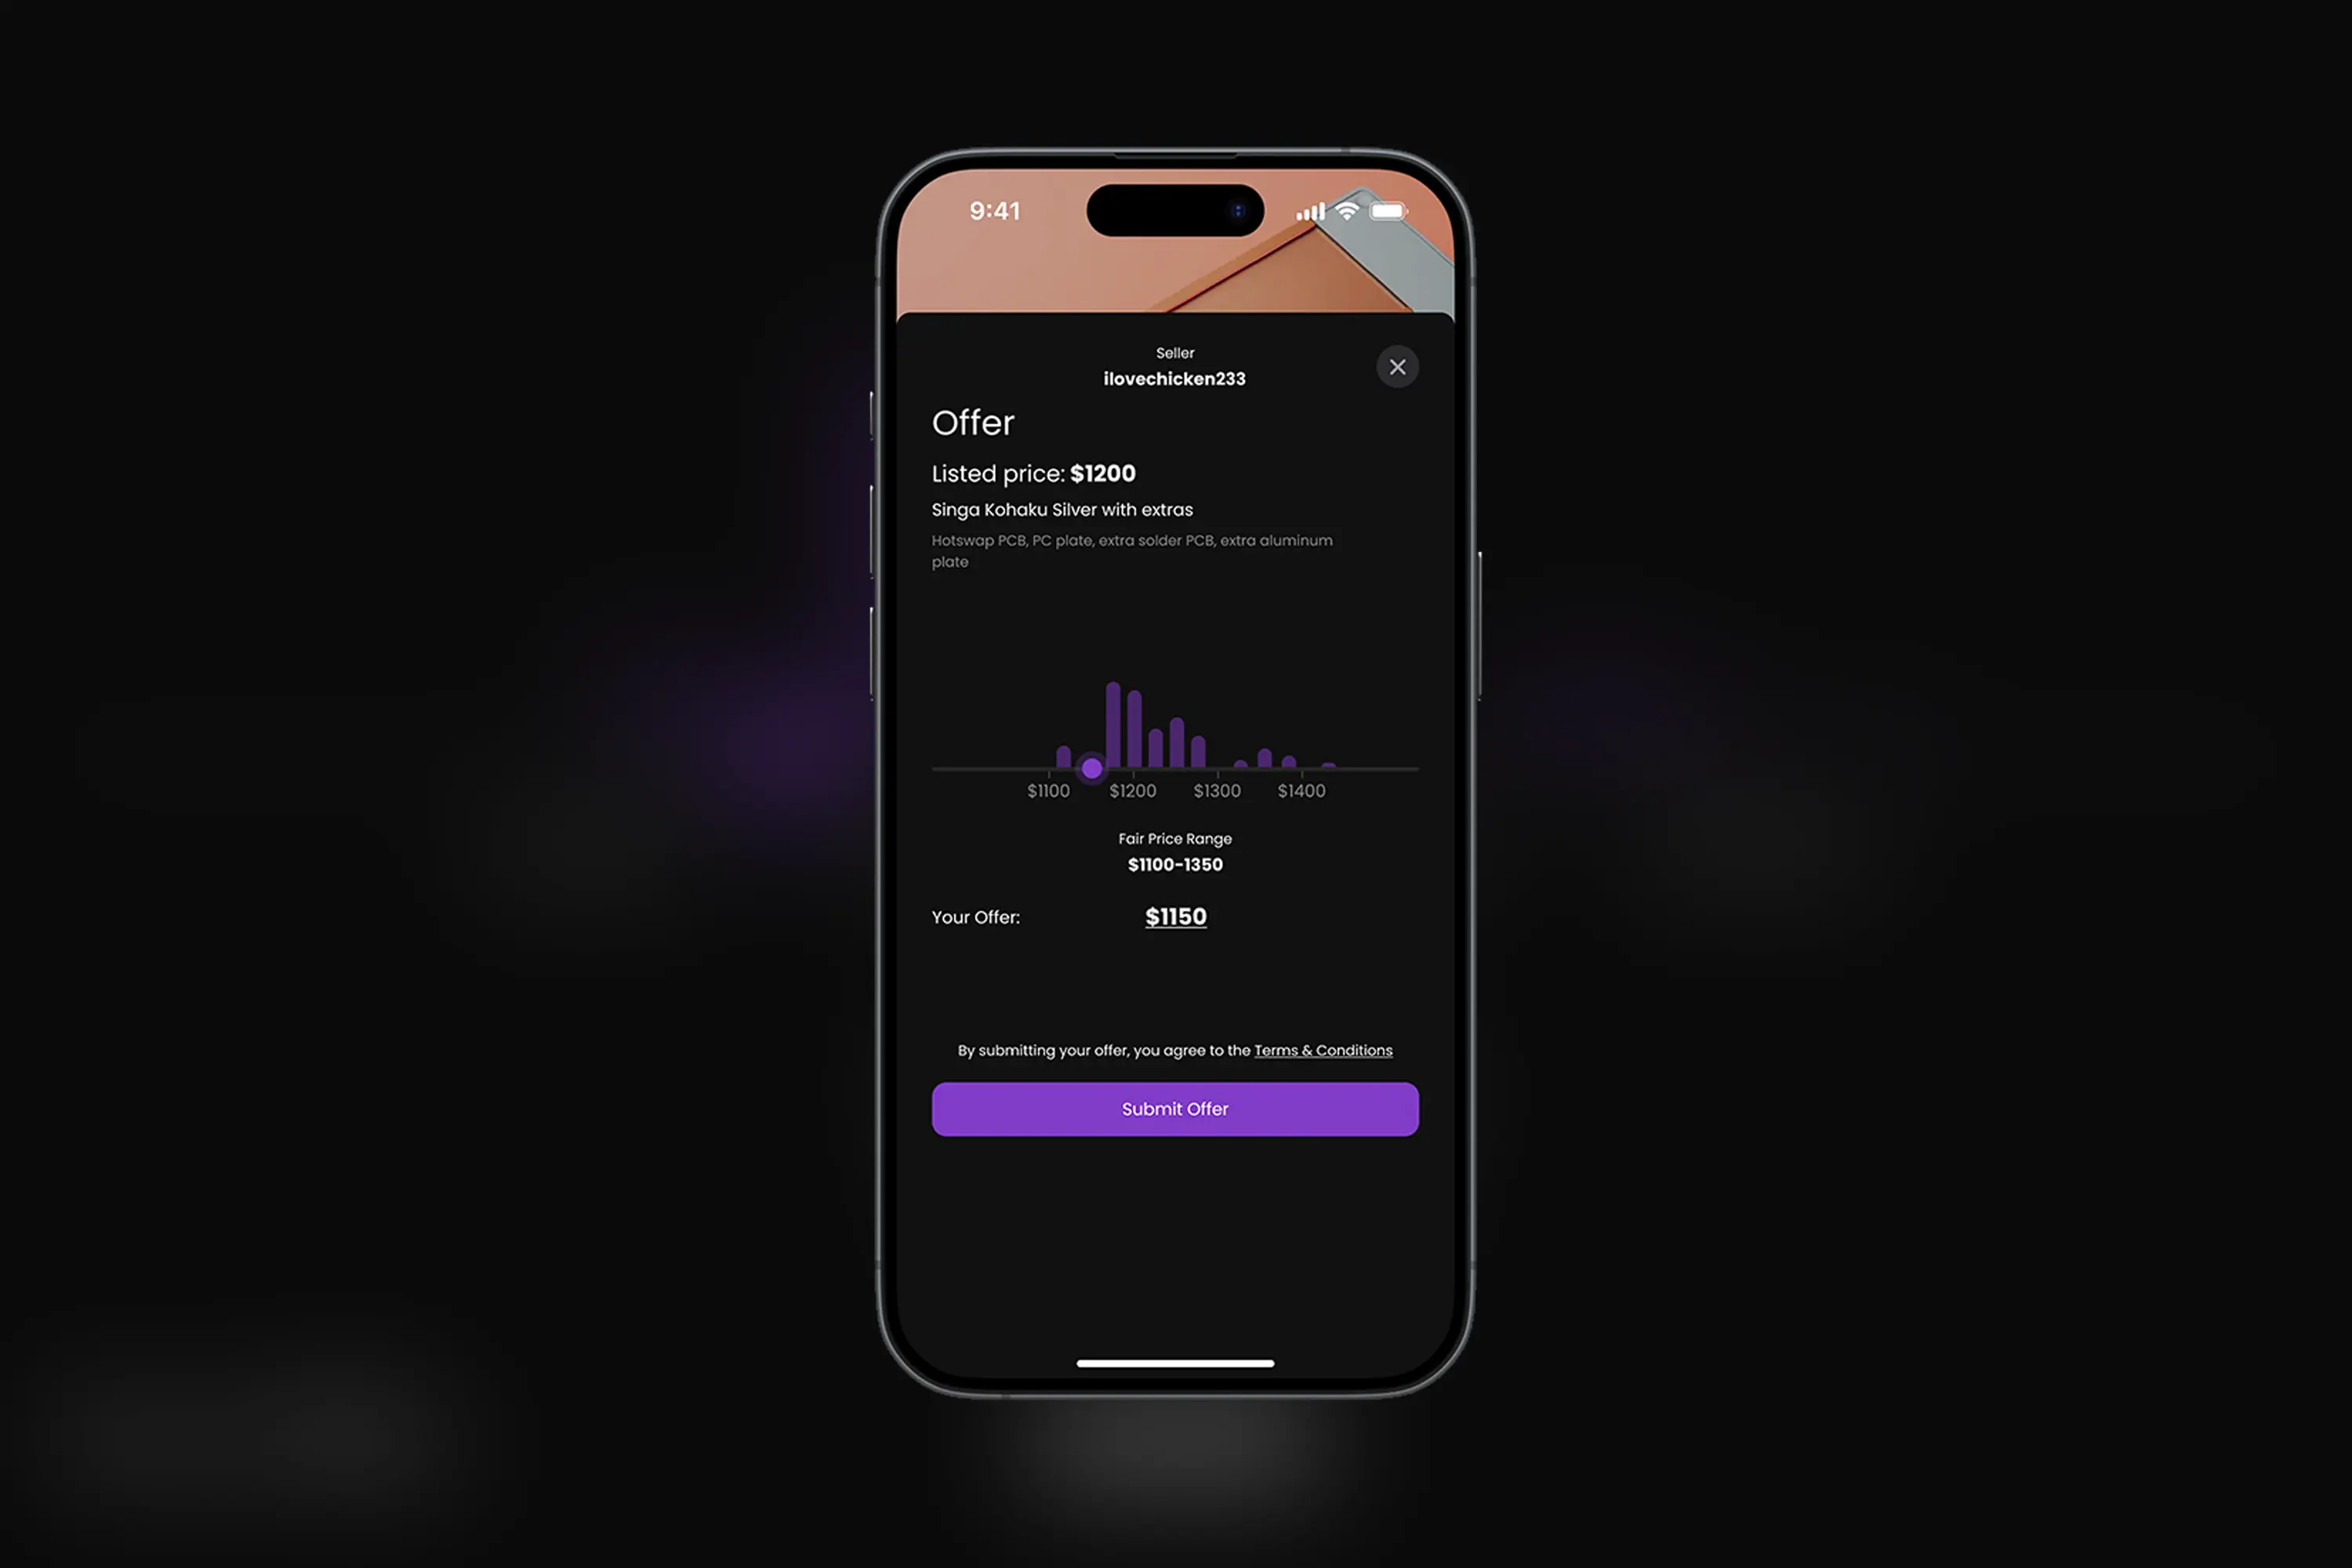 9:41
Seller
ilovechicken233
Offer
Listed price: $1200
Singa Kohaku Silver with extras
Hotswap PCB, PC plate, extra solder PCB, extra aluminum
plate
$1100 $1200 $1300 $1400
Fair Price Range
$1100-1350
Your Offer: $1150
By submitting your offer, you agree to the Terms & Conditions
Submit Offer